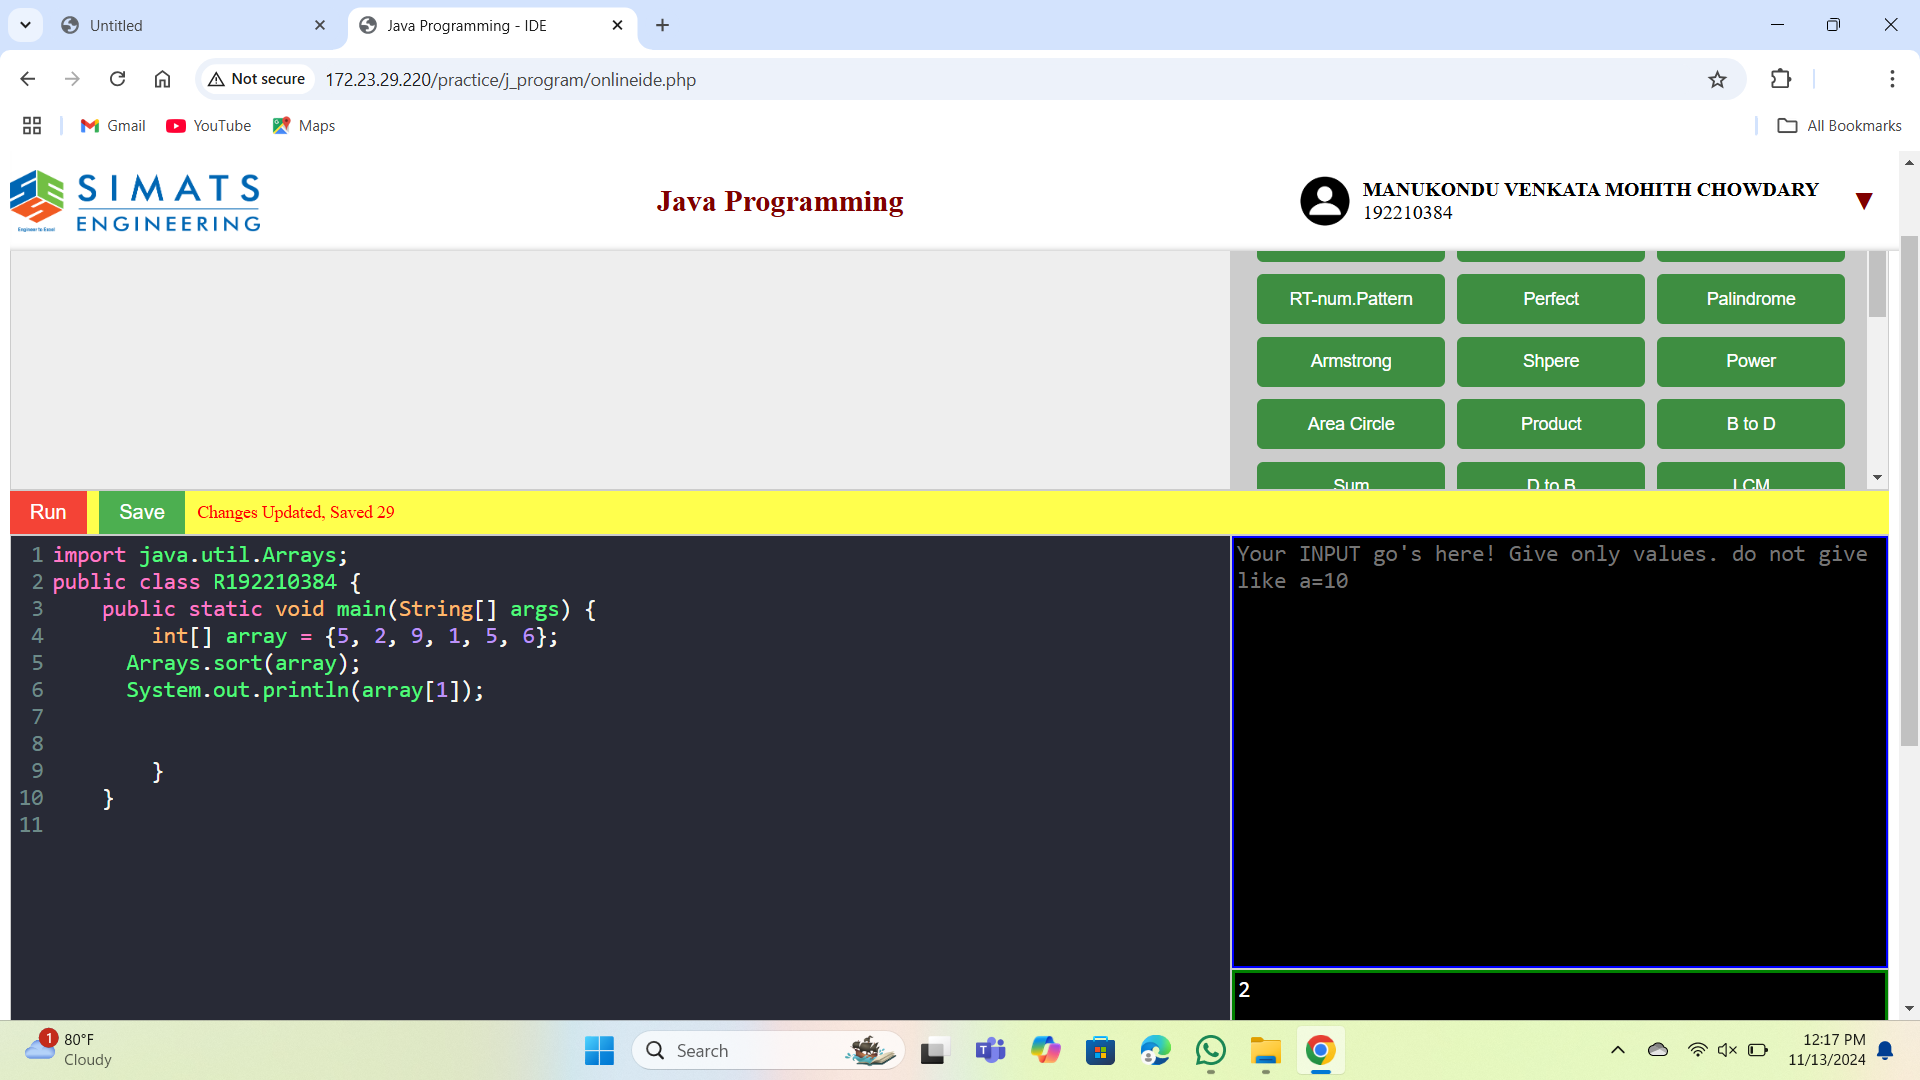 Untitled
Java Programming - IDE
Not secure
172.23.29.220/practice/j_program/onlineide.php
Gmail
YouTube
Maps
All Bookmarks
SIMATS
ENGINEERING
Engineer to Excel
Java Programming
MANUKONDU VENKATA MOHITH CHOWDARY
192210384
RT-num.Pattern
Perfect
Palindrome
Armstrong
Shpere
Power
Area Circle
Product
B to D
Sum
D to B
LCM
Run
Save
Changes Updated, Saved 29
1 import java.util.Arrays;
2 public class R192210384 {
3     public static void main(String[] args) {
4         int[] array = {5, 2, 9, 1, 5, 6};
5       Arrays.sort(array);
6       System.out.println(array[1]);
7
8
9         }
10     }
11
Your INPUT go's here! Give only values. do not give
like a=10
2
1
80°F
Cloudy
Search
12:17 PM
11/13/2024